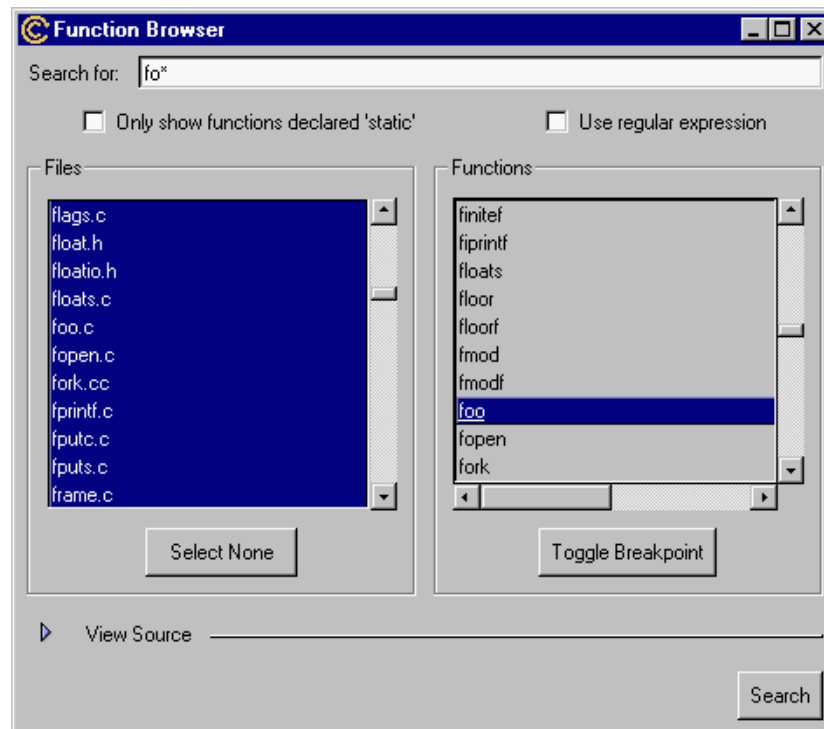 Function Browser
Search for: fo*
Only show functions declared 'static'
Use regular expression
Files
flags.c
float.h
floatio.h
floats.c
foo.c
fopen.c
fork.cc
fprintf.c
fputc.c
fputs.c
frame.c
Select None
Functions
finitef
fiprintf
floats
floor
floorf
fmod
fmodf
foo
fopen
fork
Toggle Breakpoint
View Source
Search